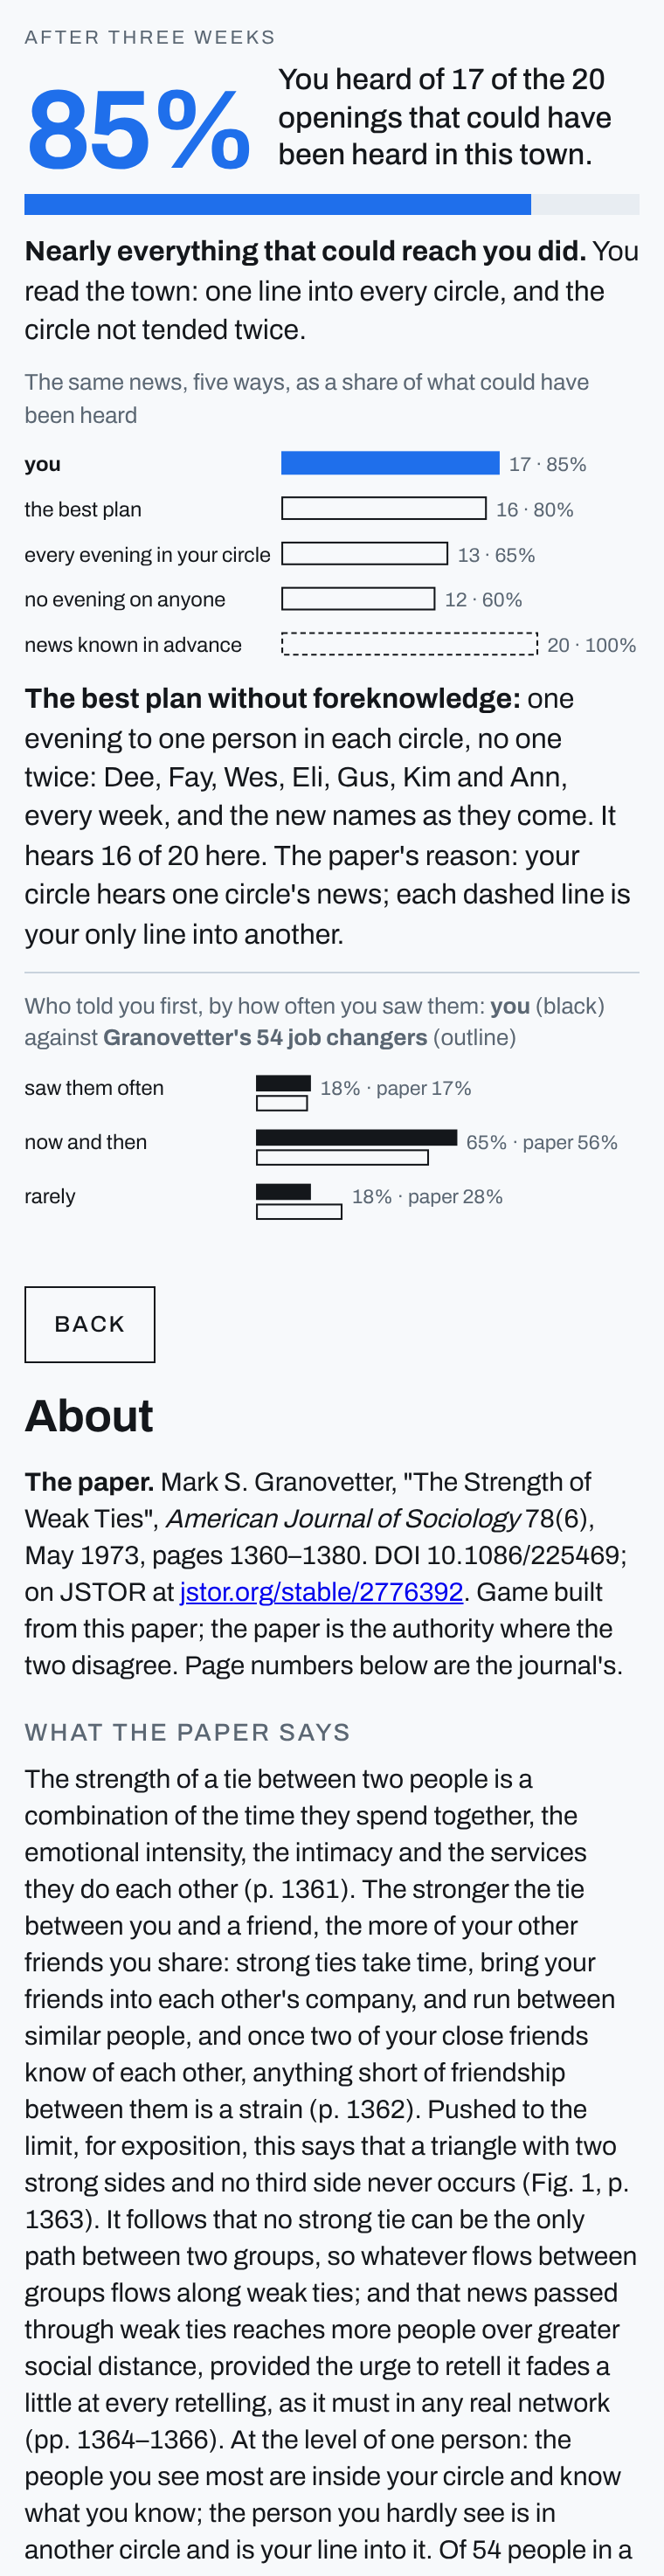 AFTER THREE WEEKS
85%
You heard of 17 of the 20
openings that could have
been heard in this town.
Nearly everything that could reach you did. You
read the town: one line into every circle, and the
circle not tended twice.
The same news, five ways, as a share of what could have
been heard
you 17 · 85%
the best plan 16 · 80%
every evening in your circle 13 · 65%
no evening on anyone 12 · 60%
news known in advance 20 · 100%
The best plan without foreknowledge: one
evening to one person in each circle, no one
twice: Dee, Fay, Wes, Eli, Gus, Kim and Ann,
every week, and the new names as they come. It
hears 16 of 20 here. The paper's reason: your
circle hears one circle's news; each dashed line is
your only line into another.
Who told you first, by how often you saw them: you (black)
against Granovetter's 54 job changers (outline)
saw them often 18% · paper 17%
now and then 65% · paper 56%
rarely 18% · paper 28%
BACK
About
The paper. Mark S. Granovetter, "The Strength of
Weak Ties", American Journal of Sociology 78(6),
May 1973, pages 1360–1380. DOI 10.1086/225469;
on JSTOR at jstor.org/stable/2776392. Game built
from this paper; the paper is the authority where the
two disagree. Page numbers below are the journal's.
WHAT THE PAPER SAYS
The strength of a tie between two people is a
combination of the time they spend together, the
emotional intensity, the intimacy and the services
they do each other (p. 1361). The stronger the tie
between you and a friend, the more of your other
friends you share: strong ties take time, bring your
friends into each other's company, and run between
similar people, and once two of your close friends
know of each other, anything short of friendship
between them is a strain (p. 1362). Pushed to the
limit, for exposition, this says that a triangle with two
strong sides and no third side never occurs (Fig. 1, p.
1363). It follows that no strong tie can be the only
path between two groups, so whatever flows between
groups flows along weak ties; and that news passed
through weak ties reaches more people over greater
social distance, provided the urge to retell it fades a
little at every retelling, as it must in any real network
(pp. 1364–1366). At the level of one person: the
people you see most are inside your circle and know
what you know; the person you hardly see is in
another circle and is your line into it. Of 54 people in a